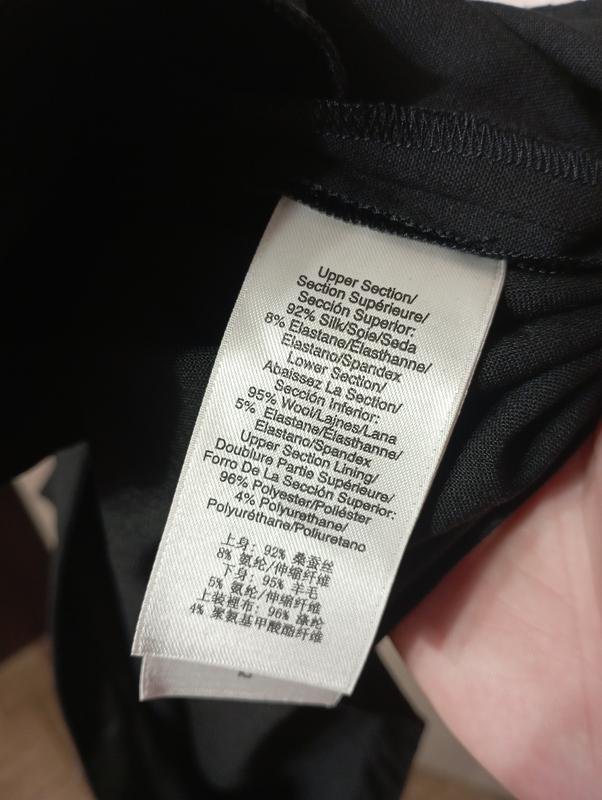 Upper Section/
Section Supérieure/
Sección Superior:
92% Silk/Soie/Seda
8% Elastane/Élasthanne/
Elastano/Spandex
Lower Section/
Abaissez La Section/
Sección Inferior:
95% Wool/Laines/Lana
5% Elastane/Élasthanne/
Elastano/Spandex
Upper Section Lining/
Doublure Partie Supérieure/
Forro De La Sección Superior:
96% Polyester/Poliéster
4% Polyurethane/
Polyuréthane/Poliuretano
上身: 92% 桑蚕丝
8% 氨纶/伸缩纤维
下身: 95% 羊毛
5% 氨纶/伸缩纤维
上装裡布: 96% 涤纶
4% 聚氨基甲酸酯纤维